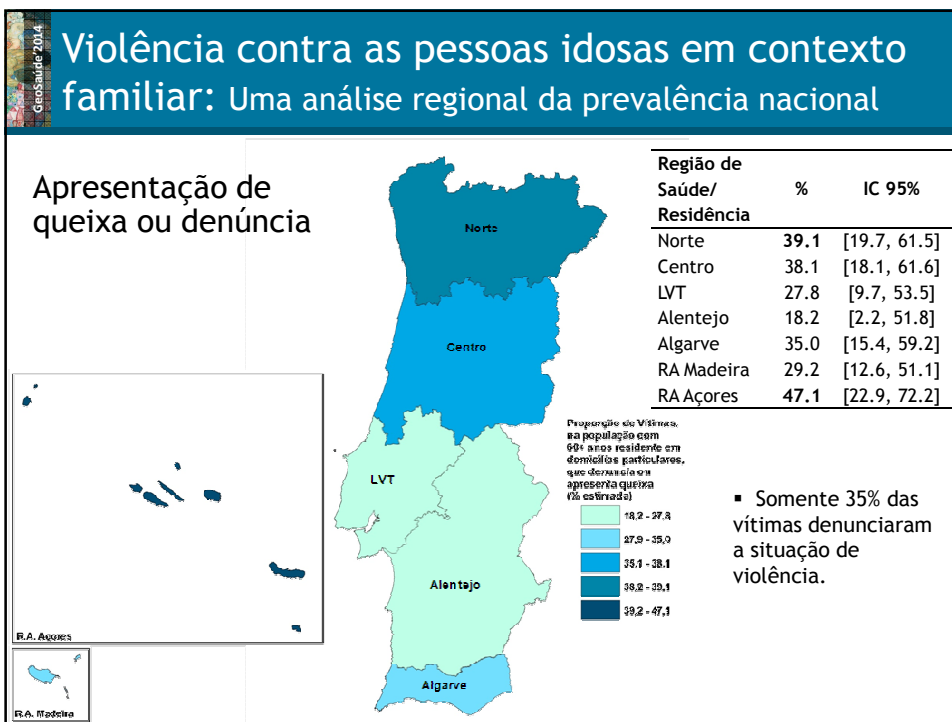 GeoSaúde'2014
Violência contra as pessoas idosas em contexto
familiar: Uma análise regional da prevalência nacional
Apresentação de
queixa ou denúncia
Norte
Centro
LVT
Alentejo
Algarve
R.A. Açores
R.A. Madeira
Região de
Saúde/
Residência % IC 95%
Norte 39.1 [19.7, 61.5]
Centro 38.1 [18.1, 61.6]
LVT 27.8 [9.7, 53.5]
Alentejo 18.2 [2.2, 51.8]
Algarve 35.0 [15.4, 59.2]
RA Madeira 29.2 [12.6, 51.1]
RA Açores 47.1 [22.9, 72.2]
Proporção de Vítimas,
na população com
60+ anos residente em
domicílios particulares,
que denuncia ou
apresenta queixa
(% estimada)
18,2 - 27,8
27,9 - 35,0
35,1 - 38,1
38,2 - 39,1
39,2 - 47,1
▪ Somente 35% das
vítimas denunciaram
a situação de
violência.